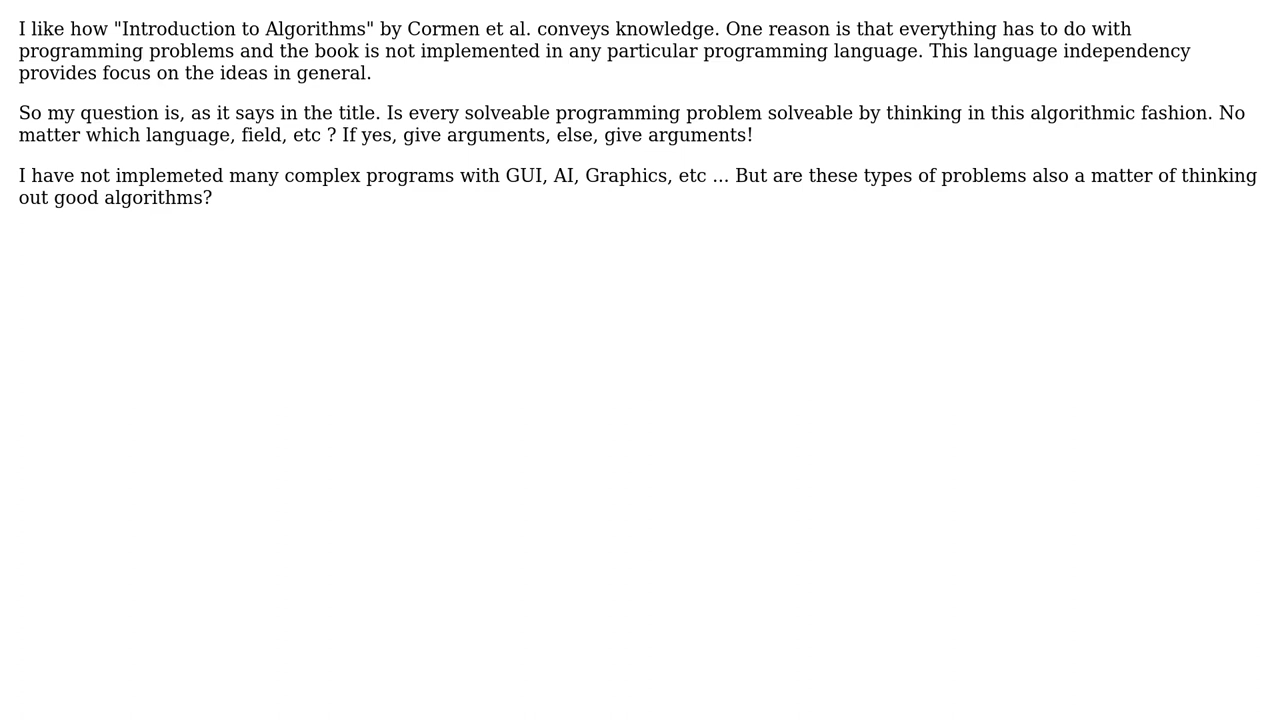 I like how "Introduction to Algorithms" by Cormen et al. conveys knowledge. One reason is that everything has to do with
programming problems and the book is not implemented in any particular programming language. This language independency
provides focus on the ideas in general.
So my question is, as it says in the title. Is every solveable programming problem solveable by thinking in this algorithmic fashion. No
matter which language, field, etc ? If yes, give arguments, else, give arguments!
I have not implemeted many complex programs with GUI, AI, Graphics, etc ... But are these types of problems also a matter of thinking
out good algorithms?